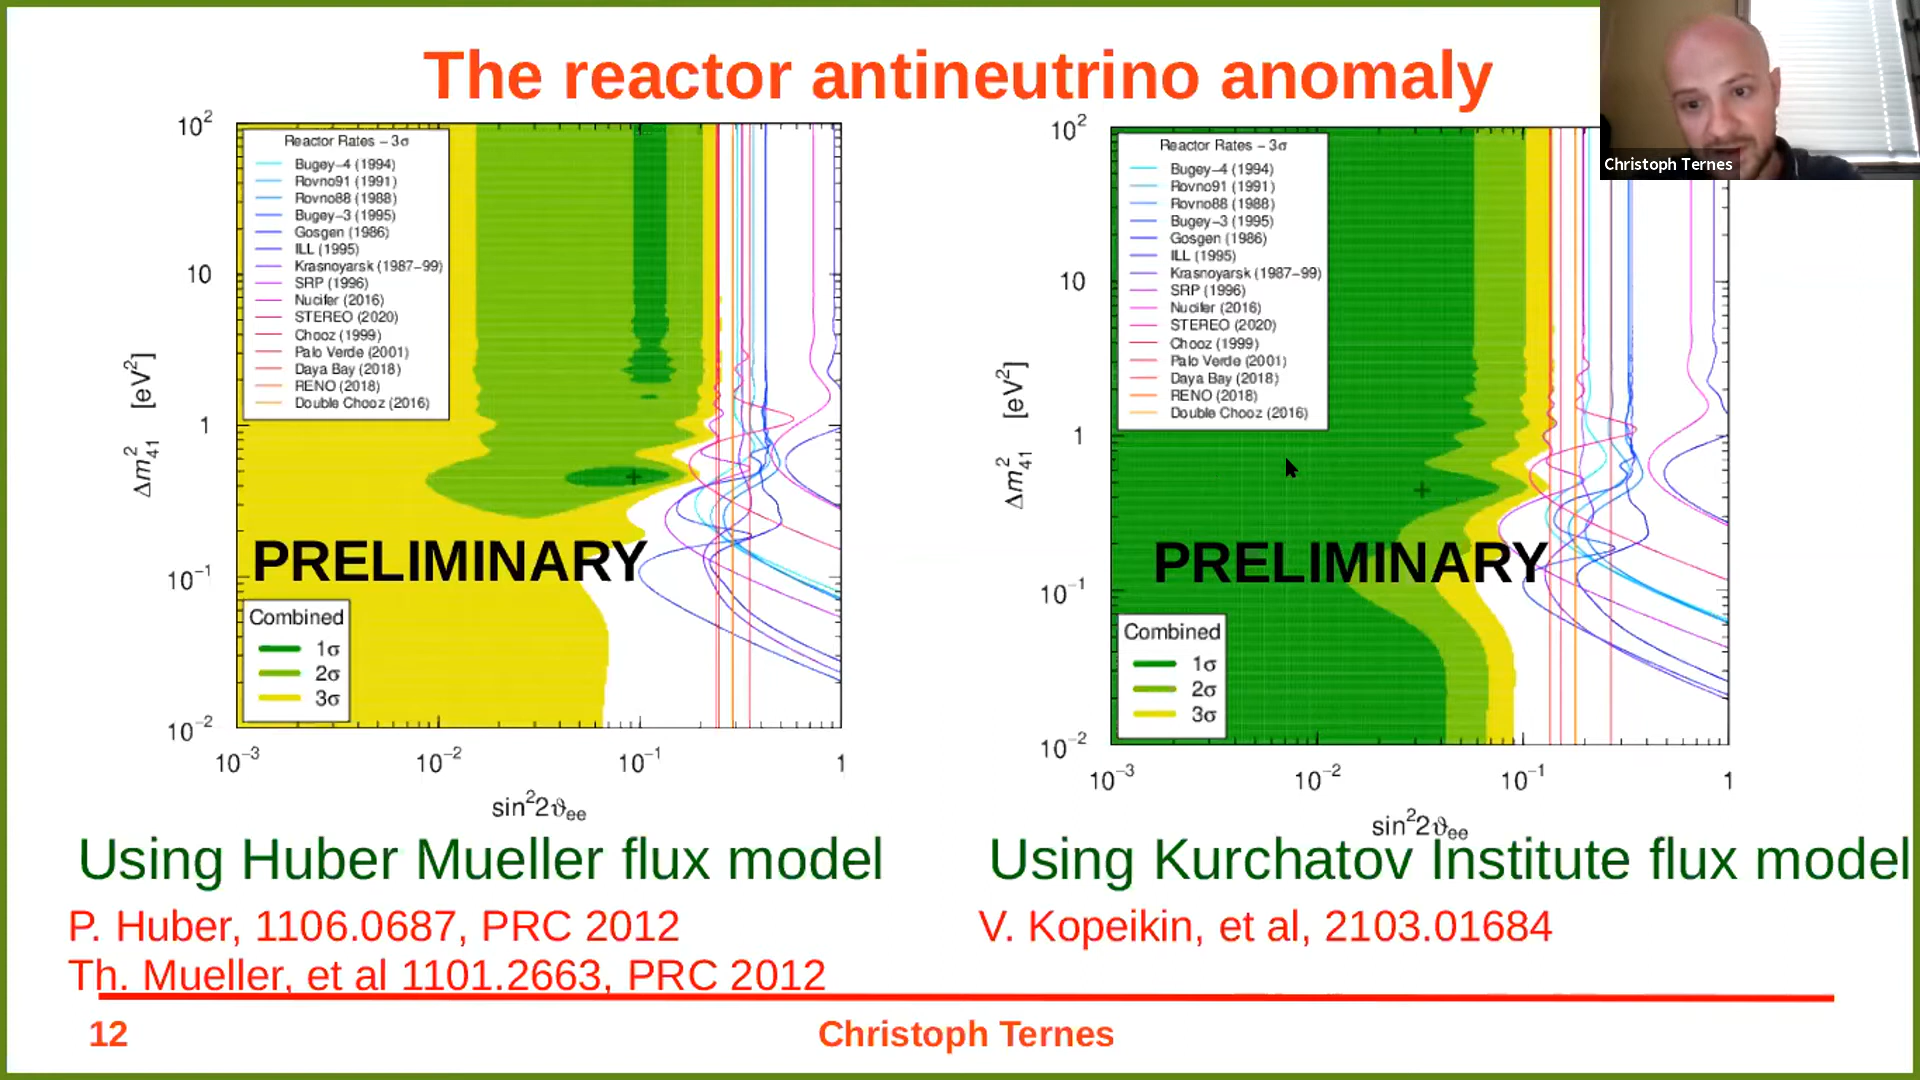 The reactor antineutrino anomaly
Christoph Ternes
10²
10
1
10⁻¹
10⁻²
Δm²₄₁ [eV²]
Reactor Rates – 3σ
Bugey–4 (1994)
Rovno91 (1991)
Rovno88 (1988)
Bugey–3 (1995)
Gosgen (1986)
ILL (1995)
Krasnoyarsk (1987–99)
SRP (1996)
Nucifer (2016)
STEREO (2020)
Chooz (1999)
Palo Verde (2001)
Daya Bay (2018)
RENO (2018)
Double Chooz (2016)
PRELIMINARY
Combined
1σ
2σ
3σ
10⁻³ 10⁻² 10⁻¹ 1
sin²2ϑee
10²
10
1
10⁻¹
10⁻²
Δm²₄₁ [eV²]
Reactor Rates – 3σ
Bugey–4 (1994)
Rovno91 (1991)
Rovno88 (1988)
Bugey–3 (1995)
Gosgen (1986)
ILL (1995)
Krasnoyarsk (1987–99)
SRP (1996)
Nucifer (2016)
STEREO (2020)
Chooz (1999)
Palo Verde (2001)
Daya Bay (2018)
RENO (2018)
Double Chooz (2016)
PRELIMINARY
Combined
1σ
2σ
3σ
10⁻³ 10⁻² 10⁻¹ 1
sin²2ϑee
Using Huber Mueller flux model
P. Huber, 1106.0687, PRC 2012
Th. Mueller, et al 1101.2663, PRC 2012
Using Kurchatov Institute flux model
V. Kopeikin, et al, 2103.01684
12
Christoph Ternes